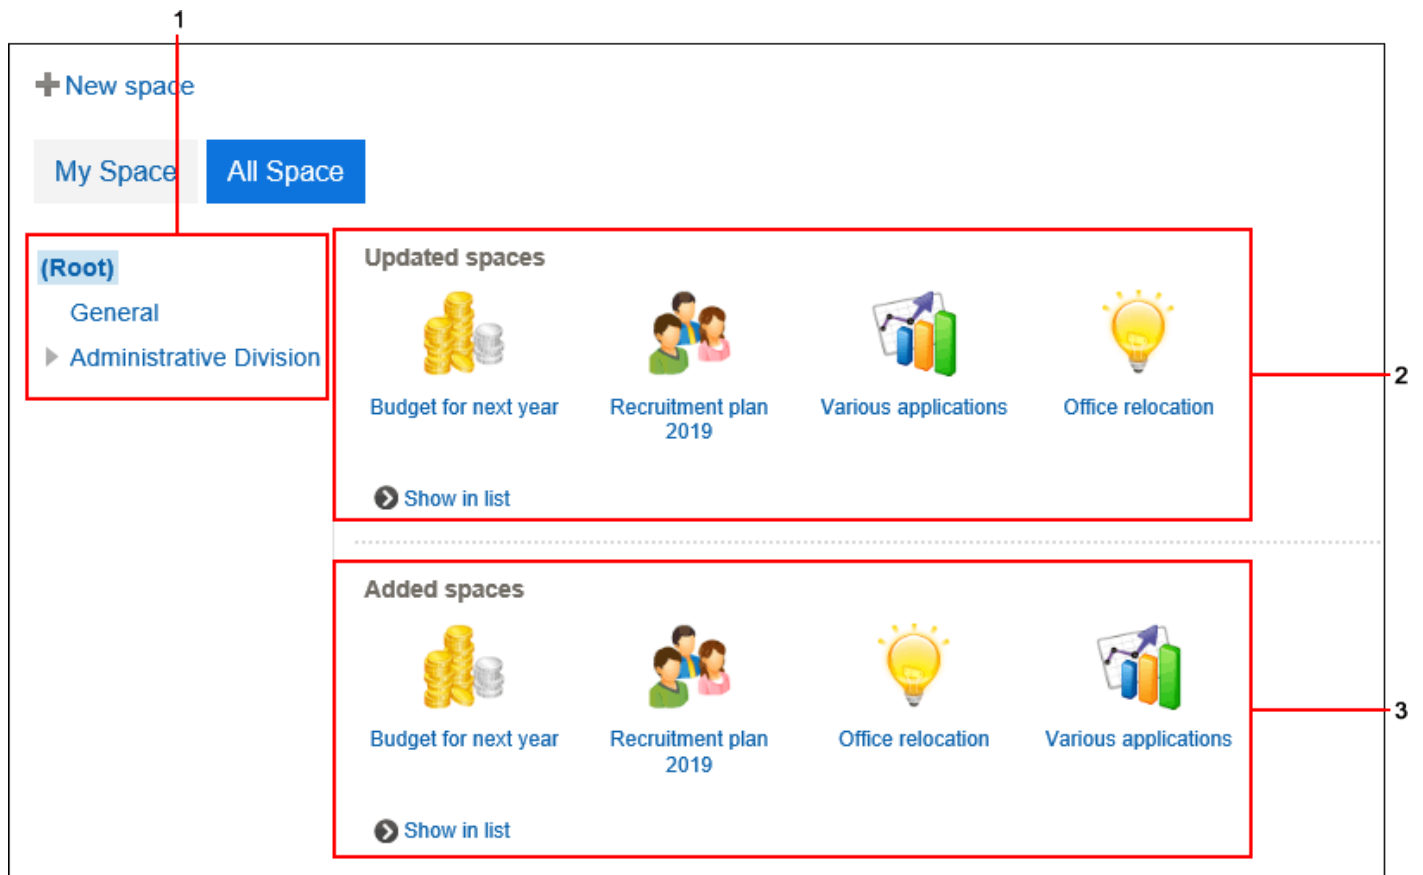 1
New space
My Space
All Space
(Root)
General
Administrative Division
Updated spaces
Budget for next year
Recruitment plan
2019
Various applications
Office relocation
Show in list
2
Added spaces
Budget for next year
Recruitment plan
2019
Office relocation
Various applications
Show in list
3